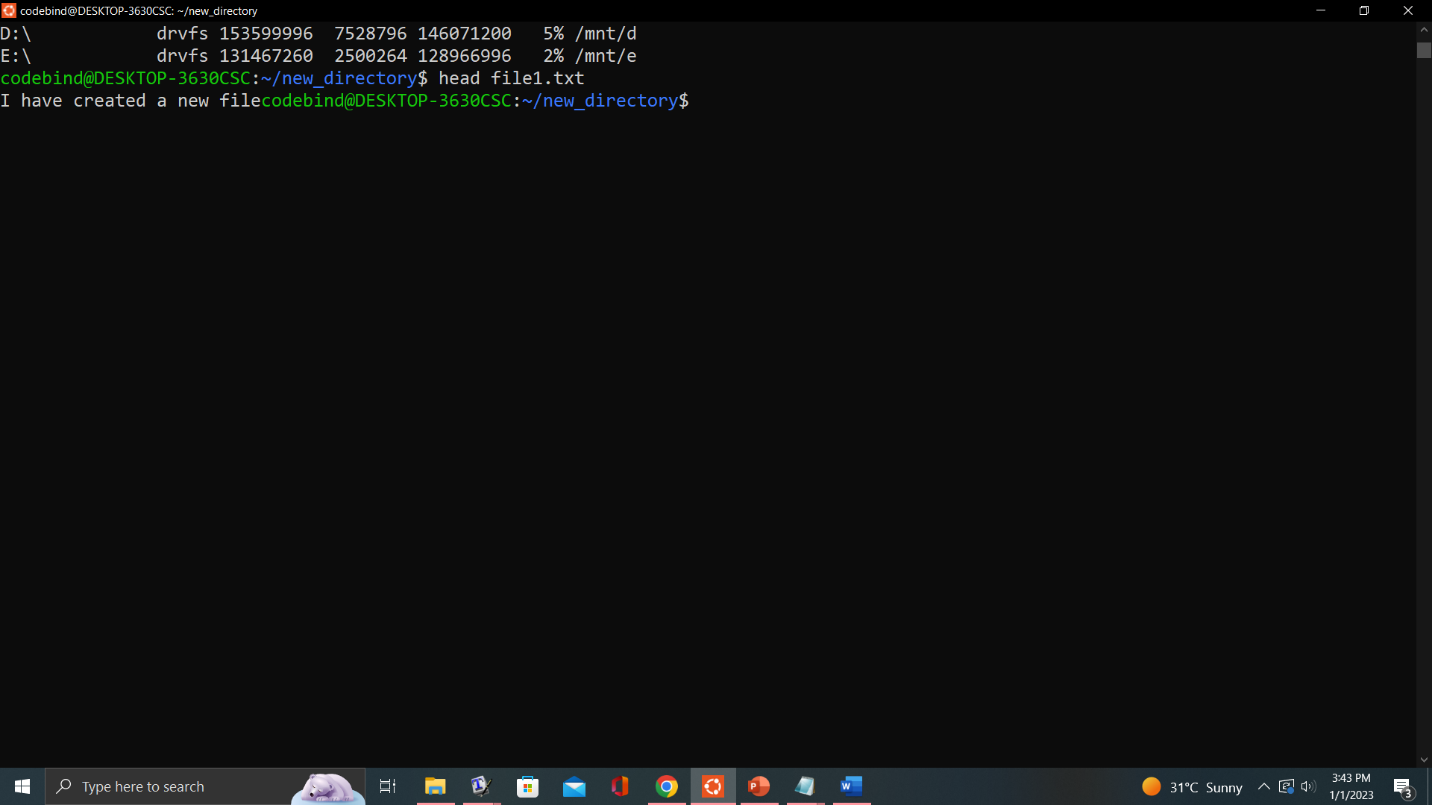 codebind@DESKTOP-3630CSC: ~/new_directory
D:\            drvfs 153599996  7528796 146071200   5% /mnt/d
E:\            drvfs 131467260  2500264 128966996   2% /mnt/e
codebind@DESKTOP-3630CSC:~/new_directory$ head file1.txt
I have created a new filecodebind@DESKTOP-3630CSC:~/new_directory$
Type here to search
31°C Sunny
3:43 PM
1/1/2023
3